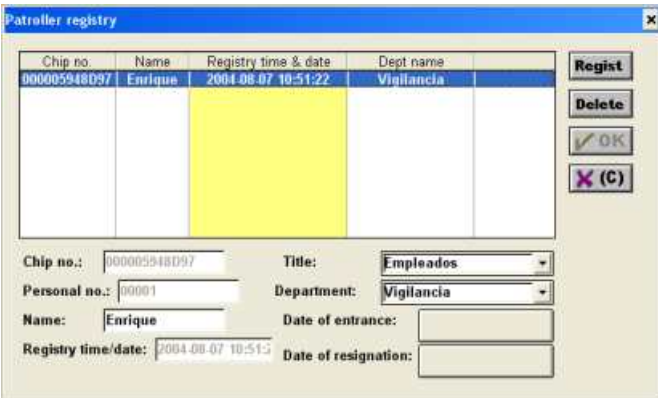 Patroller registry
Chip no. Name Registry time & date Dept name
000005948D97 Enrique 2004-08-07 10:51:22 Vigilancia
Regist
Delete
OK
(C)
Chip no.: 000005948D97 Title: Empleados
Personal no.: 00001 Department: Vigilancia
Name: Enrique Date of entrance:
Registry time/date: 2004-08-07 10:51:2 Date of resignation: